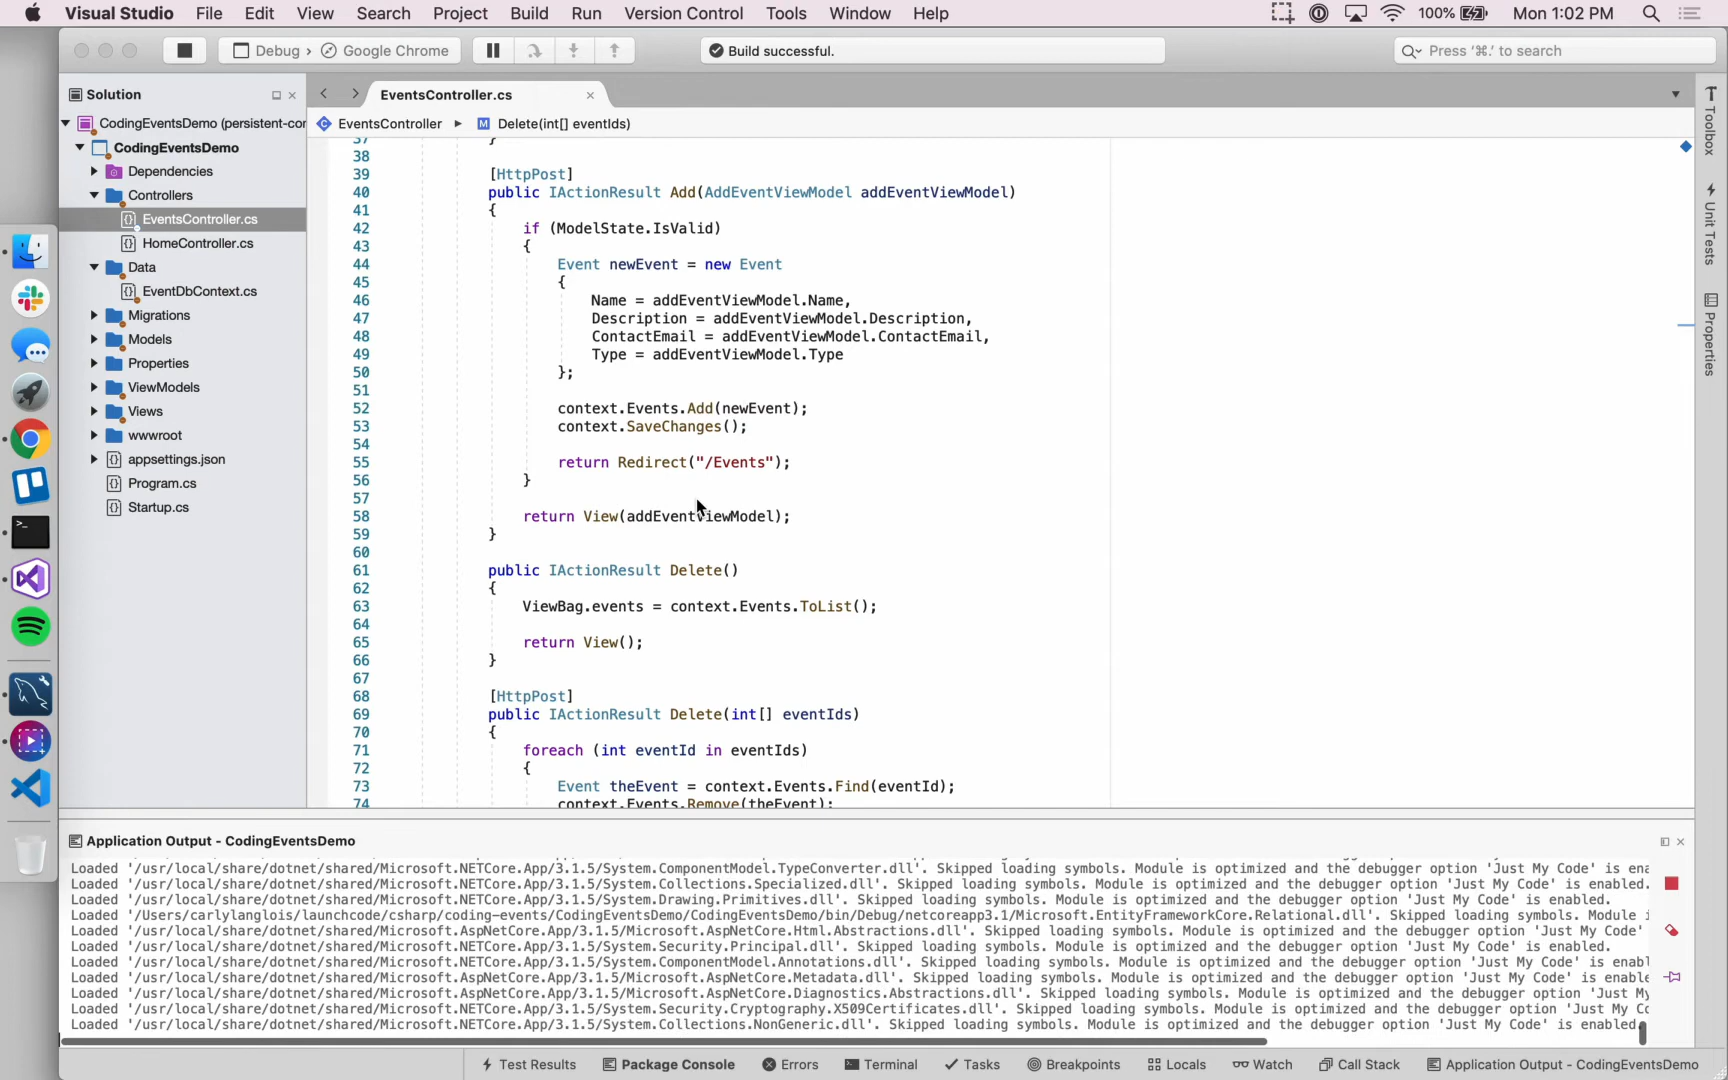 Visual Studio File Edit View Search Project Build Run Version Control Tools Window Help 100% Mon 1:02 PM
Debug › Google Chrome Build successful. Press ‘⌘.’ to search
Solution
EventsController.cs
CodingEventsDemo (persistent-cor
EventsController ▸ M Delete(int[] eventIds)
CodingEventsDemo
Dependencies
Controllers
EventsController.cs
HomeController.cs
Data
EventDbContext.cs
Migrations
Models
Properties
ViewModels
Views
wwwroot
appsettings.json
Program.cs
Startup.cs
37 }
38
39 [HttpPost]
40 public IActionResult Add(AddEventViewModel addEventViewModel)
41 {
42 if (ModelState.IsValid)
43 {
44 Event newEvent = new Event
45 {
46 Name = addEventViewModel.Name,
47 Description = addEventViewModel.Description,
48 ContactEmail = addEventViewModel.ContactEmail,
49 Type = addEventViewModel.Type
50 };
51
52 context.Events.Add(newEvent);
53 context.SaveChanges();
54
55 return Redirect("/Events");
56 }
57
58 return View(addEventViewModel);
59 }
60
61 public IActionResult Delete()
62 {
63 ViewBag.events = context.Events.ToList();
64
65 return View();
66 }
67
68 [HttpPost]
69 public IActionResult Delete(int[] eventIds)
70 {
71 foreach (int eventId in eventIds)
72 {
73 Event theEvent = context.Events.Find(eventId);
74 context.Events.Remove(theEvent);
Toolbox
Unit Tests
Properties
Application Output - CodingEventsDemo
Loaded '/usr/local/share/dotnet/shared/Microsoft.NETCore.App/3.1.5/System.ComponentModel.TypeConverter.dll'. Skipped loading symbols. Module is optimized and the debugger option 'Just My Code' is ena
Loaded '/usr/local/share/dotnet/shared/Microsoft.NETCore.App/3.1.5/System.Collections.Specialized.dll'. Skipped loading symbols. Module is optimized and the debugger option 'Just My Code' is enabled.
Loaded '/usr/local/share/dotnet/shared/Microsoft.NETCore.App/3.1.5/System.Drawing.Primitives.dll'. Skipped loading symbols. Module is optimized and the debugger option 'Just My Code' is enabled.
Loaded '/Users/carlylanglois/launchcode/csharp/coding-events/CodingEventsDemo/CodingEventsDemo/bin/Debug/netcoreapp3.1/Microsoft.EntityFrameworkCore.Relational.dll'. Skipped loading symbols. Module i
Loaded '/usr/local/share/dotnet/shared/Microsoft.AspNetCore.App/3.1.5/Microsoft.AspNetCore.Html.Abstractions.dll'. Skipped loading symbols. Module is optimized and the debugger option 'Just My Code'
Loaded '/usr/local/share/dotnet/shared/Microsoft.NETCore.App/3.1.5/System.Security.Principal.dll'. Skipped loading symbols. Module is optimized and the debugger option 'Just My Code' is enabled.
Loaded '/usr/local/share/dotnet/shared/Microsoft.NETCore.App/3.1.5/System.ComponentModel.Annotations.dll'. Skipped loading symbols. Module is optimized and the debugger option 'Just My Code' is enabl
Loaded '/usr/local/share/dotnet/shared/Microsoft.AspNetCore.App/3.1.5/Microsoft.AspNetCore.Metadata.dll'. Skipped loading symbols. Module is optimized and the debugger option 'Just My Code' is enable
Loaded '/usr/local/share/dotnet/shared/Microsoft.AspNetCore.App/3.1.5/Microsoft.AspNetCore.Diagnostics.Abstractions.dll'. Skipped loading symbols. Module is optimized and the debugger option 'Just My
Loaded '/usr/local/share/dotnet/shared/Microsoft.NETCore.App/3.1.5/System.Security.Cryptography.X509Certificates.dll'. Skipped loading symbols. Module is optimized and the debugger option 'Just My Co
Loaded '/usr/local/share/dotnet/shared/Microsoft.NETCore.App/3.1.5/System.Collections.NonGeneric.dll'. Skipped loading symbols. Module is optimized and the debugger option 'Just My Code' is enabled.
Test Results Package Console Errors Terminal Tasks Breakpoints Locals Watch Call Stack Application Output - CodingEventsDemo